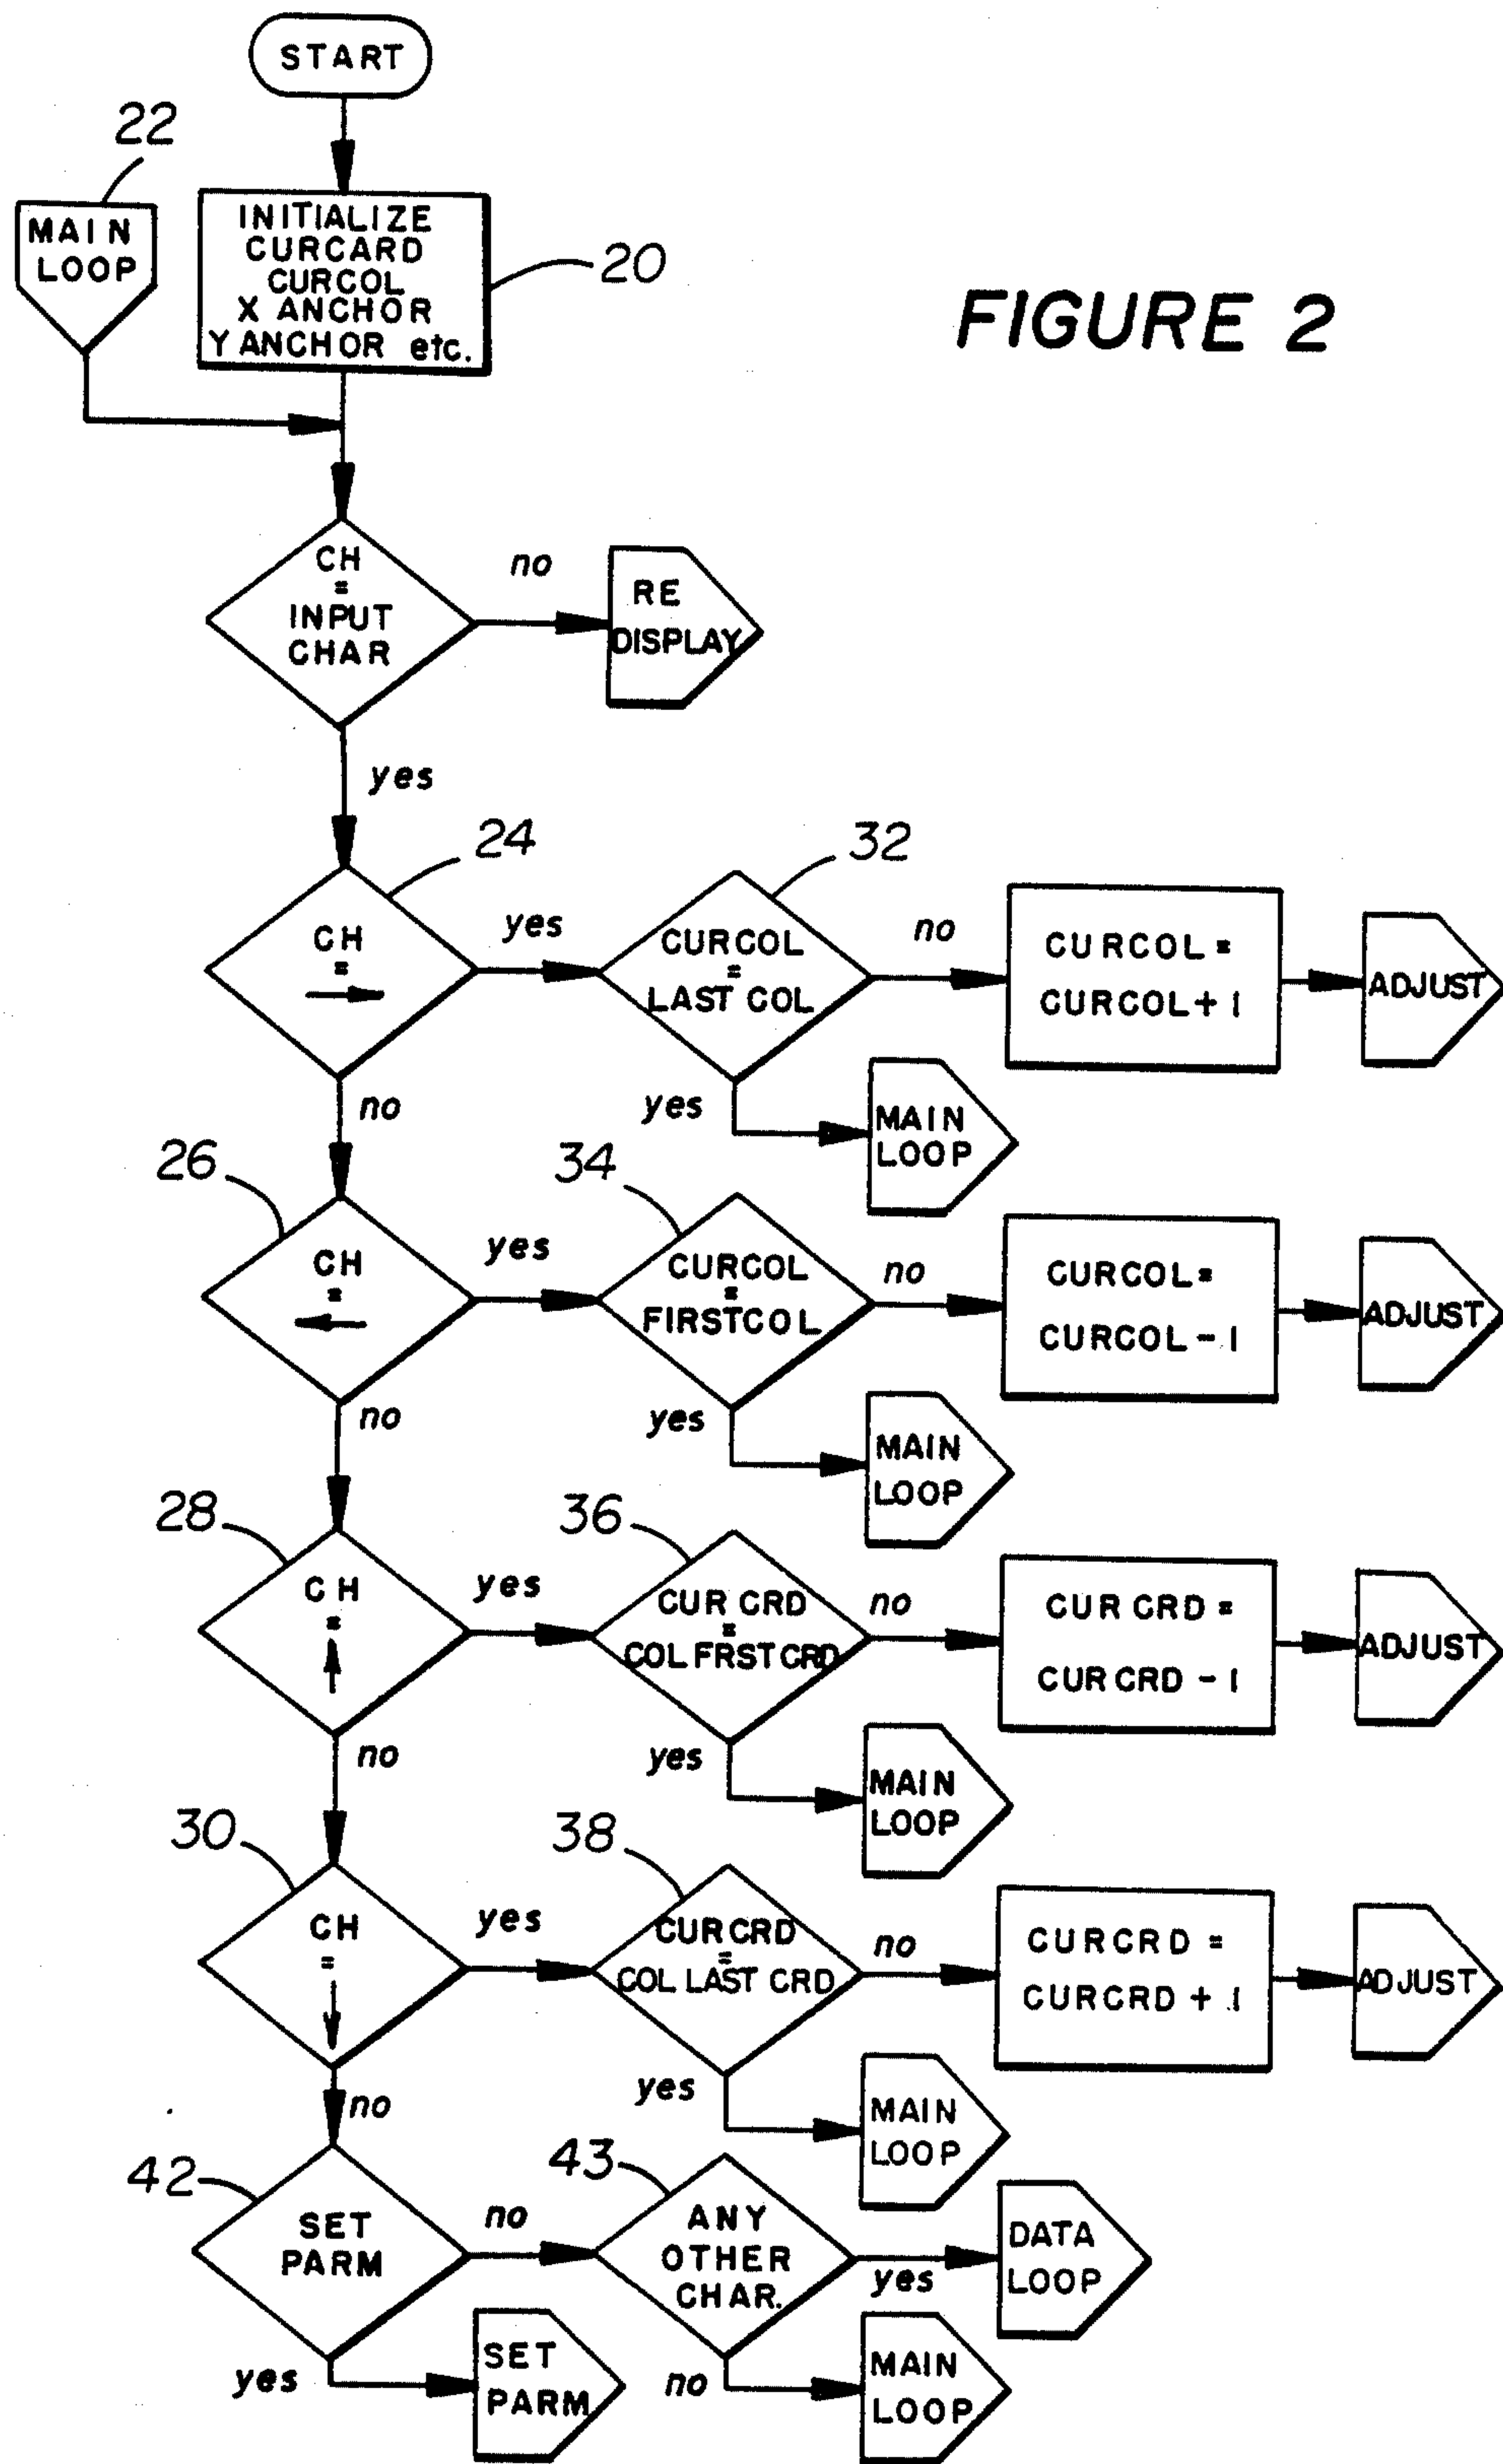 START
22
MAIN
LOOP
INITIALIZE
CURCARD
CURCOL
X ANCHOR
Y ANCHOR etc.
20
FIGURE 2
CH
=
INPUT
CHAR
no
RE
DISPLAY
yes
24
CH
=
→
yes
32
CURCOL
=
LAST COL
no
CURCOL =
CURCOL + 1
ADJUST
yes
MAIN
LOOP
no
26
CH
=
←
yes
34
CURCOL
=
FIRSTCOL
no
CURCOL =
CURCOL - 1
ADJUST
yes
MAIN
LOOP
no
28
CH
=
↑
yes
36
CUR CRD
=
COL FRST CRD
no
CUR CRD =
CUR CRD - 1
ADJUST
yes
MAIN
LOOP
no
30
CH
=
↓
yes
38
CUR CRD
=
COL LAST CRD
no
CURCRD =
CURCRD + 1
ADJUST
yes
MAIN
LOOP
no
42
SET
PARM
no
43
ANY
OTHER
CHAR.
yes
DATA
LOOP
yes
SET
PARM
no
MAIN
LOOP